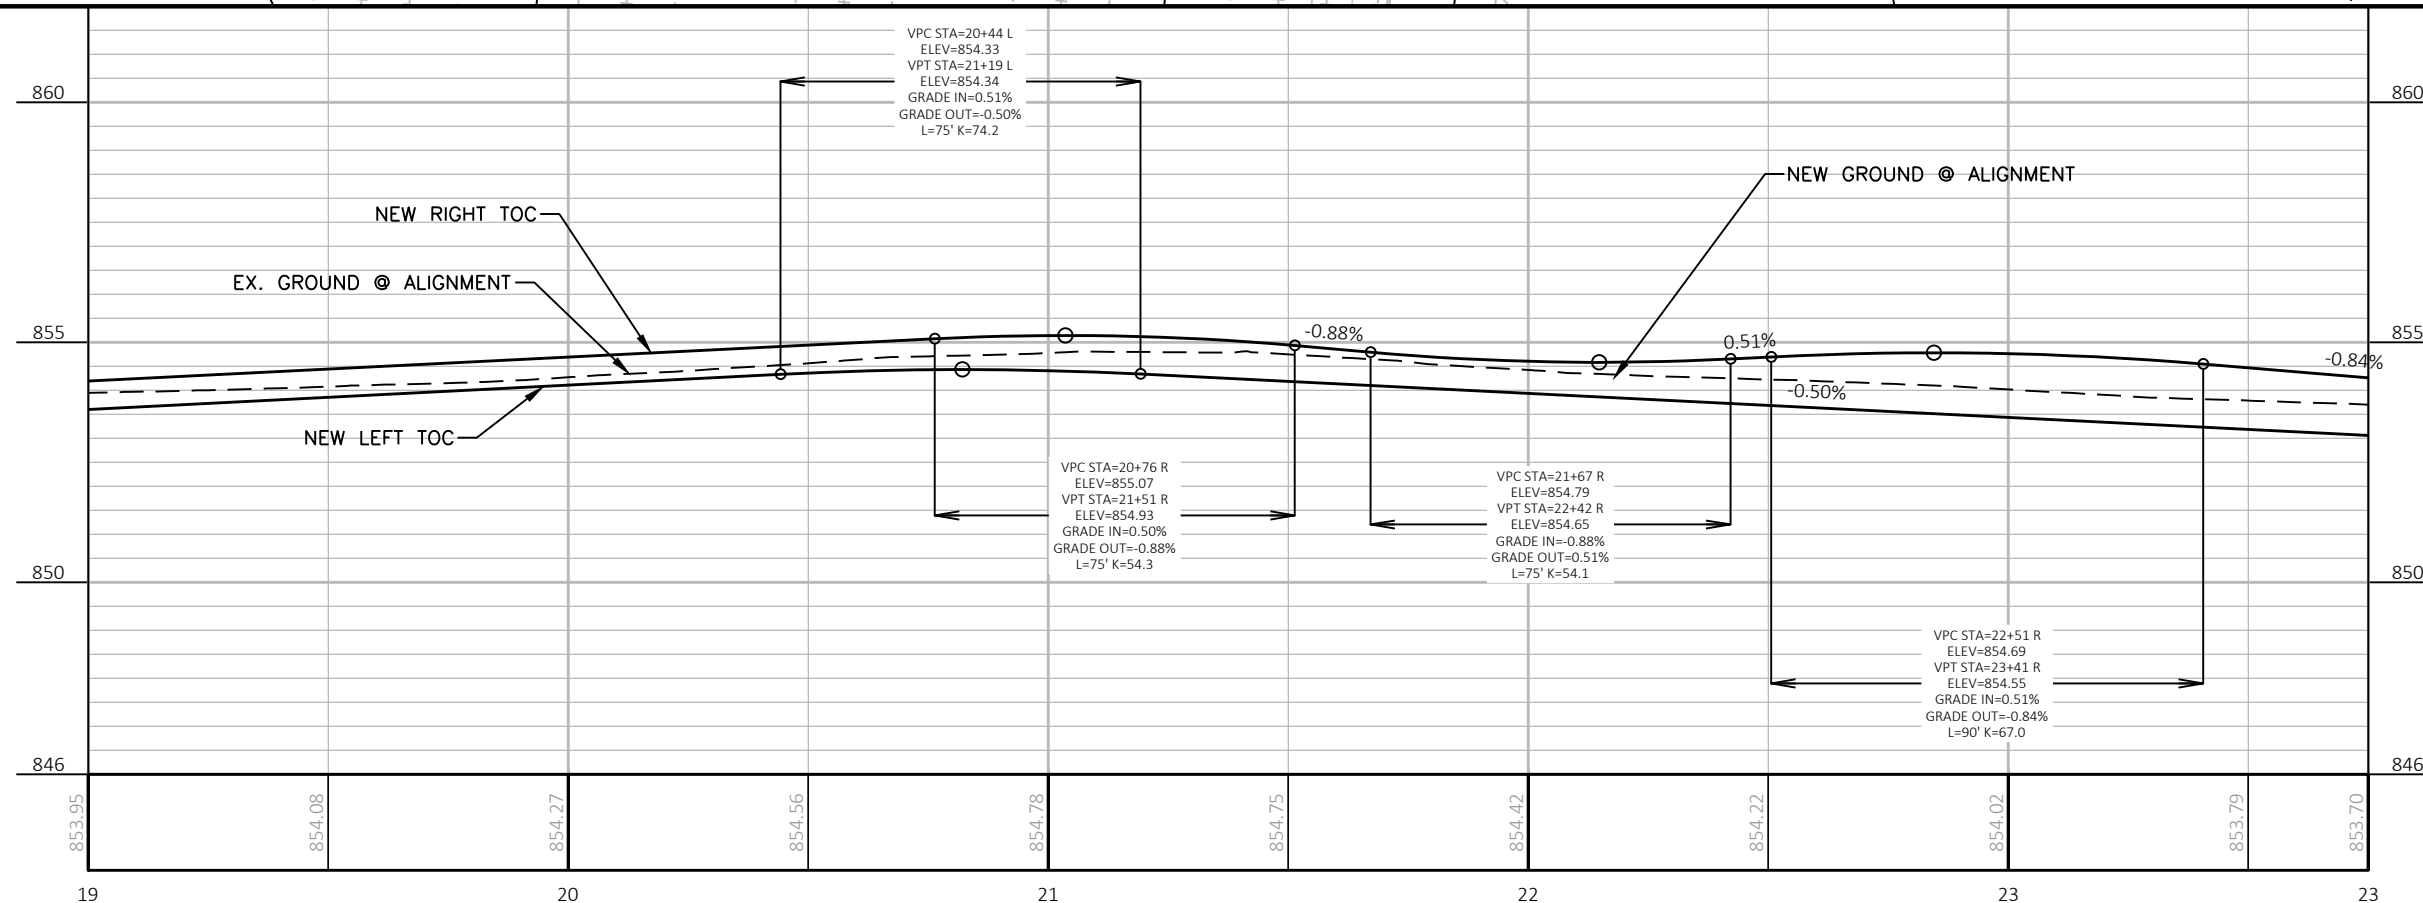 VPC STA=20+44 L
ELEV=854.33
VPT STA=21+19 L
ELEV=854.34
GRADE IN=0.51%
GRADE OUT=-0.50%
L=75' K=74.2
860
860
NEW GROUND @ ALIGNMENT
NEW RIGHT TOC
EX. GROUND @ ALIGNMENT
855
-0.88%
0.51%
855
-0.84%
-0.50%
NEW LEFT TOC
VPC STA=20+76 R
ELEV=855.07
VPT STA=21+51 R
ELEV=854.93
GRADE IN=0.50%
GRADE OUT=-0.88%
L=75' K=54.3
VPC STA=21+67 R
ELEV=854.79
VPT STA=22+42 R
ELEV=854.65
GRADE IN=-0.88%
GRADE OUT=0.51%
L=75' K=54.1
850
850
VPC STA=22+51 R
ELEV=854.69
VPT STA=23+41 R
ELEV=854.55
GRADE IN=0.51%
GRADE OUT=-0.84%
L=90' K=67.0
846
846
853.95
854.08
854.27
854.56
854.78
854.75
854.42
854.22
854.02
853.79
853.70
19
20
21
22
23
23